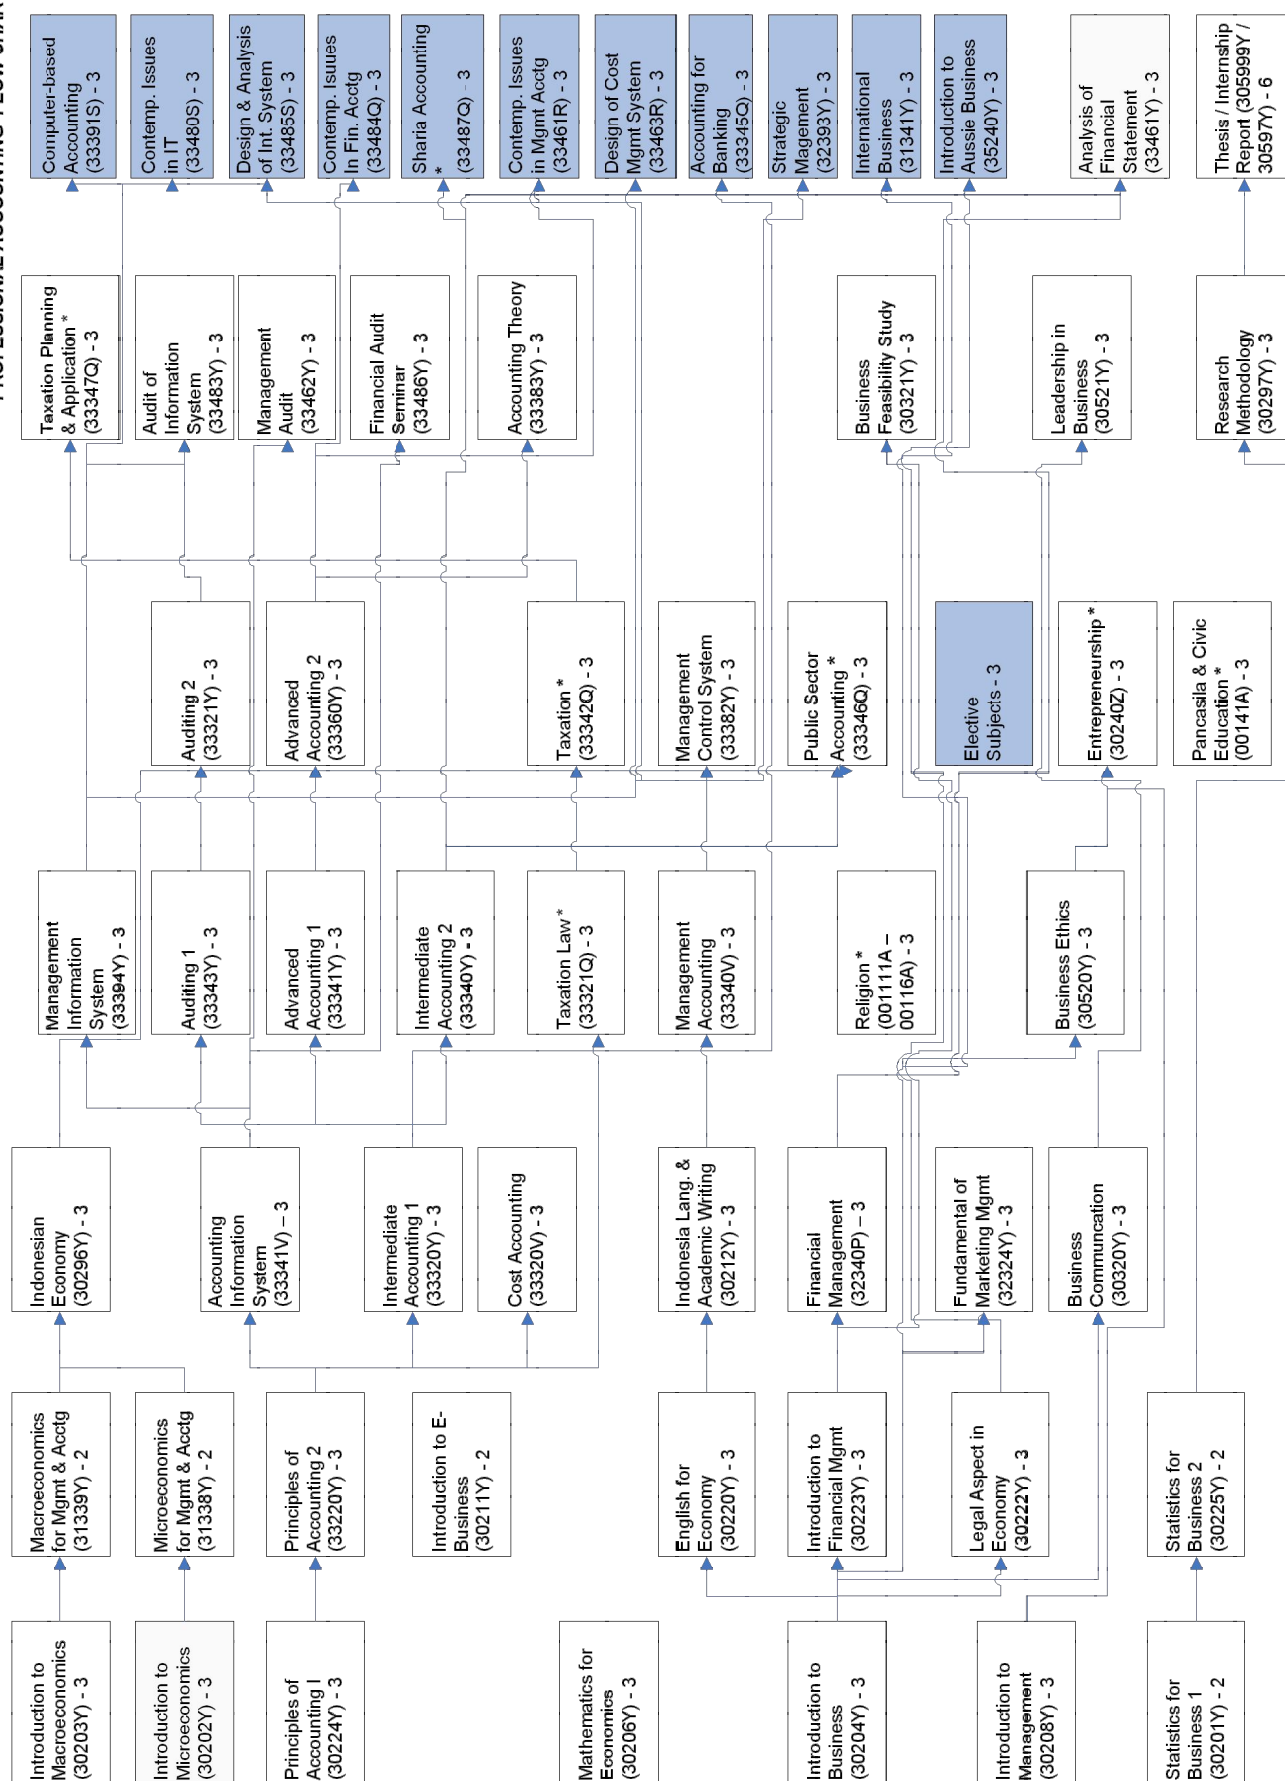 Introduction to
Macroeconomics
(30203Y) - 3
Introduction to
Microeconomics
(30202Y) - 3
Principles of
Accounting I
(30224Y) - 3
Mathematics for
Economics
(30206Y) - 3
Introduction to
Business
(30204Y) - 3
Introduction to
Management
(30208Y) - 3
Statistics for
Business 1
(30201Y) - 2
Macroeconomics
for Mgmt & Acctg
(31339Y) - 2
Microeconomics
for Mgmt & Acctg
(31338Y) - 2
Principles of
Accounting 2
(33220Y) - 3
Introduction to E-
Business
(30211Y) - 2
English for
Economy
(30220Y) - 3
Introduction to
Financial Mgmt
(30223Y) - 3
Legal Aspect in
Economy
(30222Y) - 3
Statistics for
Business 2
(30225Y) - 2
Indonesian
Economy
(30296Y) - 3
Accounting
Information
System
(33341V) – 3
Intermediate
Accounting 1
(33320Y) - 3
Cost Accounting
(33320V) - 3
Indonesia Lang. &
Academic Writing
(30212Y) - 3
Financial
Management
(32340P) – 3
Fundamental of
Marketing Mgmt
(32324Y) - 3
Business
Communcation
(30320Y) - 3
Management
Information
System
(33394Y) - 3
Auditing 1
(33343Y) - 3
Advanced
Accounting 1
(33341Y) - 3
Intermediate
Accounting 2
(33340Y) - 3
Taxation Law *
(33321Q) - 3
Management
Accounting
(33340V) - 3
Religion *
(001111A –
00116A) - 3
Business Ethics
(30520Y) - 3
Auditing 2
(33321Y) - 3
Advanced
Accounting 2
(33360Y) - 3
Taxation *
(33342Q) - 3
Management
Control System
(33382Y) - 3
Public Sector
Accounting *
(33346Q) - 3
Elective
Subjects - 3
Entrepreneurship *
(30240Z) - 3
Pancasila & Civic
Education *
(00141A) - 3
Taxation Planning
& Application *
(33347Q) - 3
Audit of
Information
System
(33483Y) - 3
Management
Audit
(33462Y) - 3
Financial Audit
Seminar
(33486Y) - 3
Accounting Theory
(33383Y) - 3
Business
Feasibility Study
(30321Y) - 3
Leadership in
Business
(30521Y) - 3
Research
Methodology
(30297Y) - 3
Computer-based
Accounting
(33391S) - 3
Contemp. Issues
in IT
(33480S) - 3
Design & Analysis
of Int. System
(33485S) - 3
Contemp. Isuues
In Fin. Acctg
(33484Q) - 3
Sharia Accounting
*
(33487Q) - 3
Contemp. Issues
in Mgmt Acctg
(33461R) - 3
Design of Cost
Mgmt System
(33463R) - 3
Accounting for
Banking
(33345Q) - 3
Strategic
Magement
(32393Y) - 3
International
Business
(31341Y) - 3
Introduction to
Aussie Business
(35240Y) - 3
Analysis of
Financial
Statement
(33461Y) - 3
Thesis / Internship
Report (305999Y /
30597Y) - 6